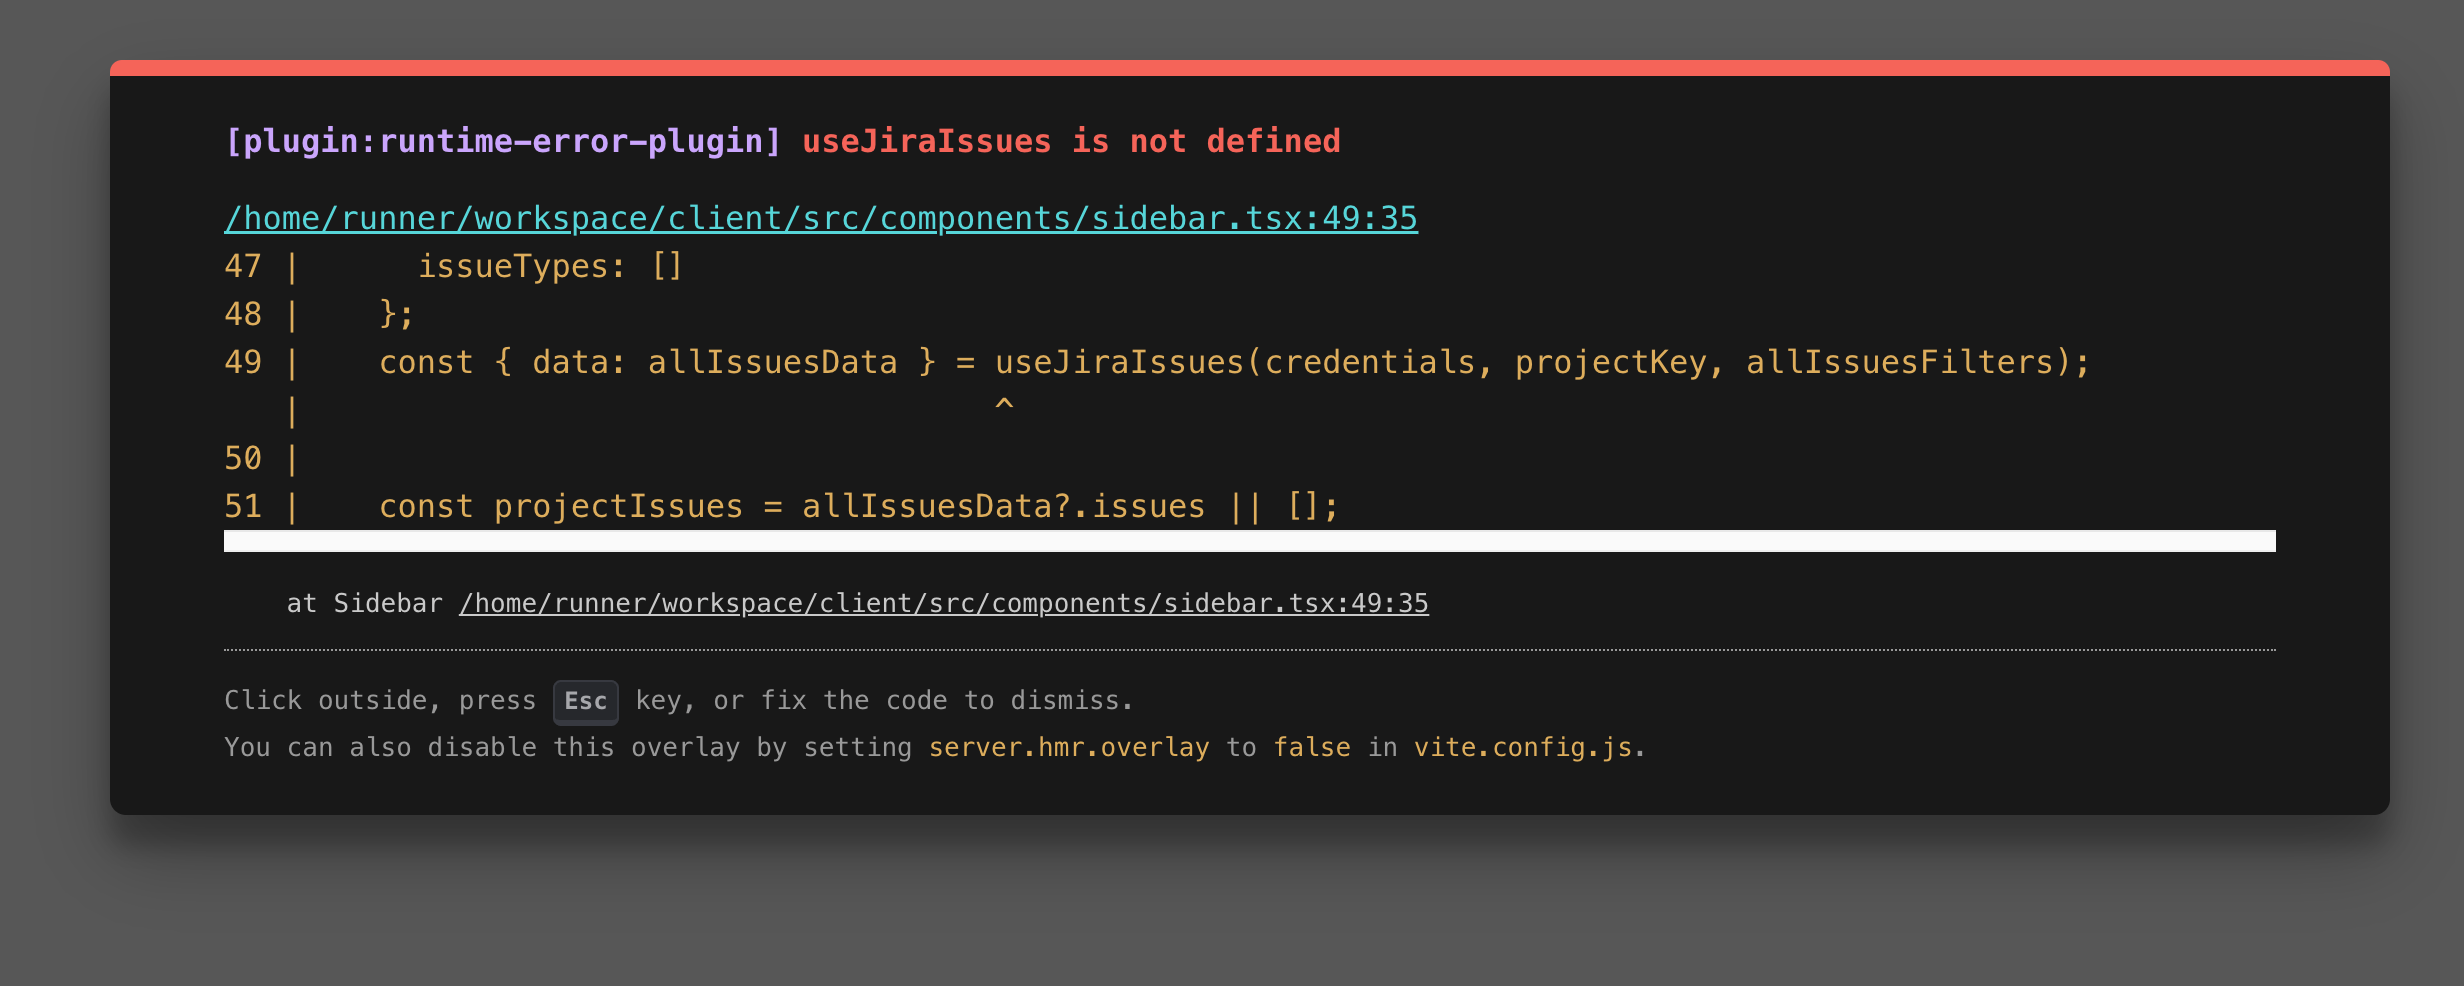 [plugin:runtime-error-plugin] useJiraIssues is not defined
/home/runner/workspace/client/src/components/sidebar.tsx:49:35
47 |      issueTypes: []
48 |    };
49 |    const { data: allIssuesData } = useJiraIssues(credentials, projectKey, allIssuesFilters);
   |                                    ^
50 |
51 |    const projectIssues = allIssuesData?.issues || [];
at Sidebar /home/runner/workspace/client/src/components/sidebar.tsx:49:35
Click outside, press Esc key, or fix the code to dismiss.
You can also disable this overlay by setting server.hmr.overlay to false in vite.config.js.